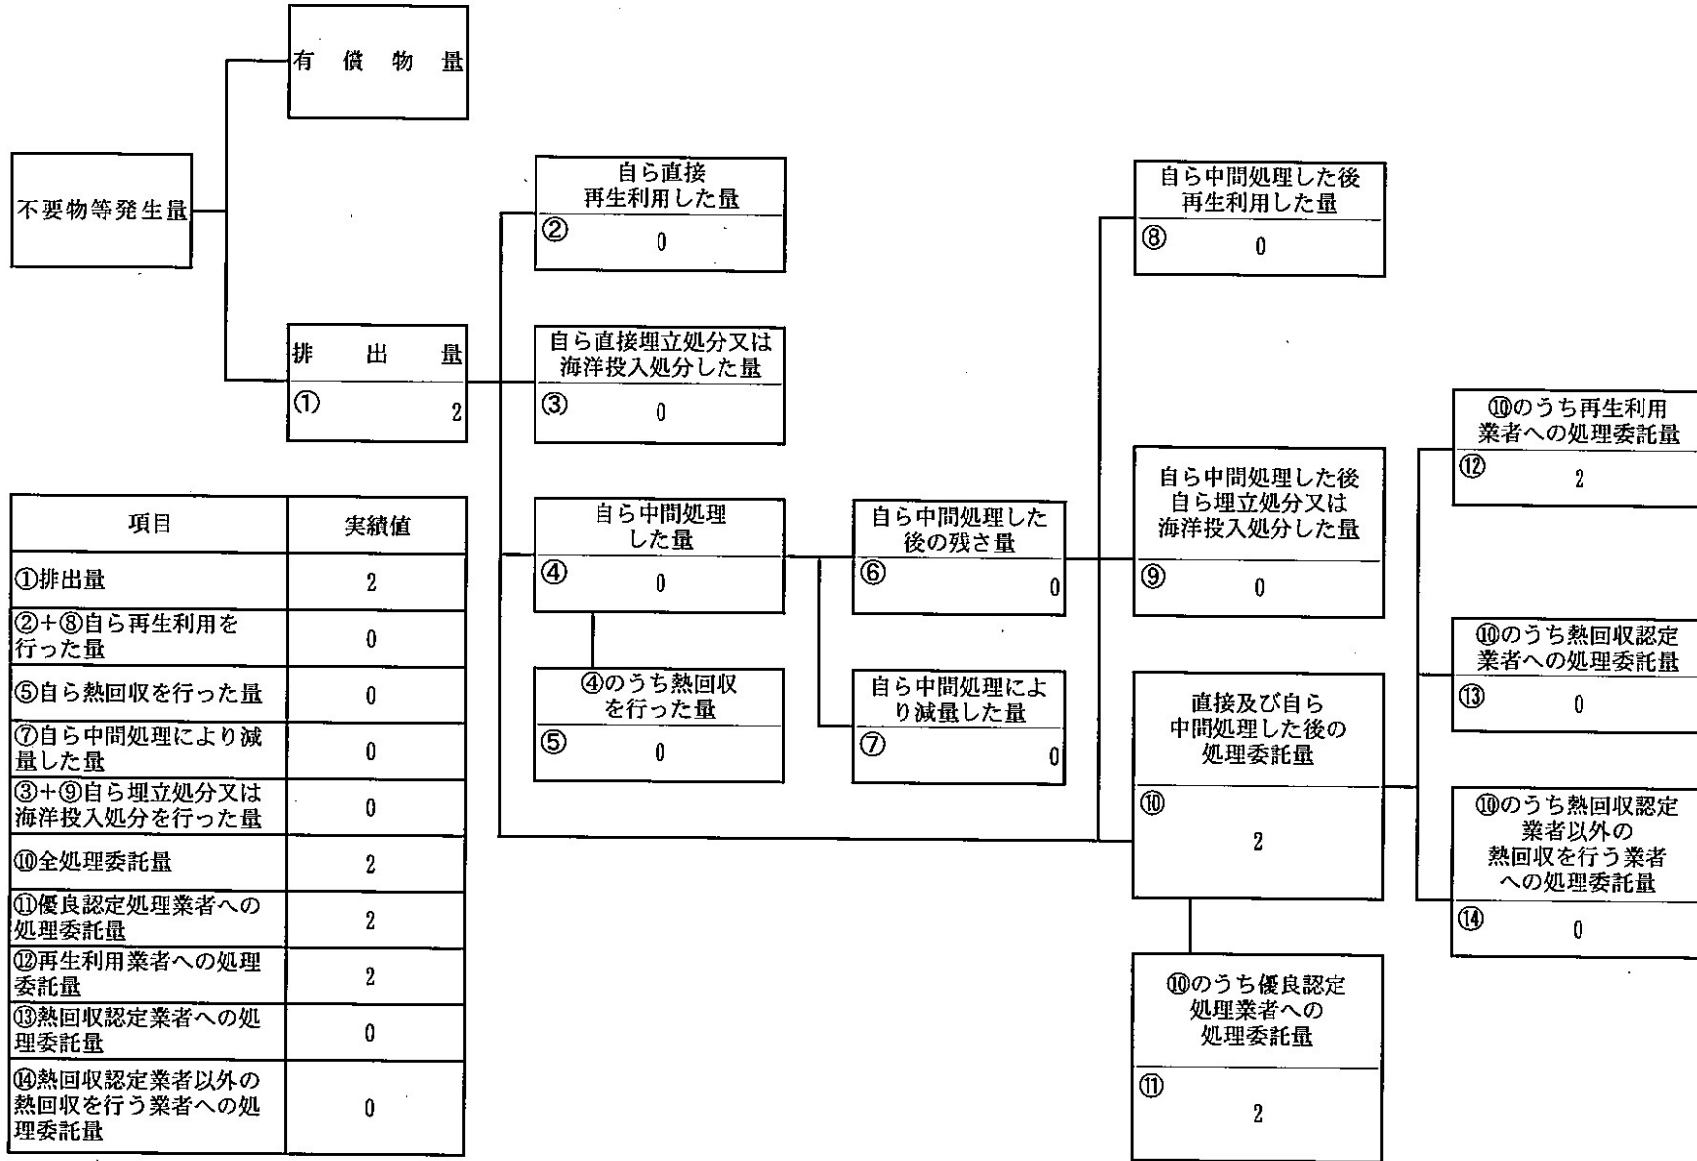 有償物量
不要物等発生量
排出量
①
2
自ら直接
再生利用した量
②
0
自ら直接埋立処分又は
海洋投入処分した量
③
0
自ら中間処理
した量
④
0
④のうち熱回収
を行った量
⑤
0
自ら中間処理した
後の残さ量
⑥
0
自ら中間処理によ
り減量した量
⑦
0
自ら中間処理した後
再生利用した量
⑧
0
自ら中間処理した後
自ら埋立処分又は
海洋投入処分した量
⑨
0
直接及び自ら
中間処理した後の
処理委託量
⑩
2
⑩のうち優良認定
処理業者への
処理委託量
⑪
2
⑩のうち再生利用
業者への処理委託量
⑫
2
⑩のうち熱回収認定
業者への処理委託量
⑬
0
⑩のうち熱回収認定
業者以外の
熱回収を行う業者
への処理委託量
⑭
0
項目 実績値
①排出量 2
②+⑧自ら再生利用を
行った量 0
⑤自ら熱回収を行った量 0
⑦自ら中間処理により減
量した量 0
③+⑨自ら埋立処分又は
海洋投入処分を行った量 0
⑩全処理委託量 2
⑪優良認定処理業者への
処理委託量 2
⑫再生利用業者への処理
委託量 2
⑬熱回収認定業者への処
理委託量 0
⑭熱回収認定業者以外の
熱回収を行う業者への処
理委託量 0